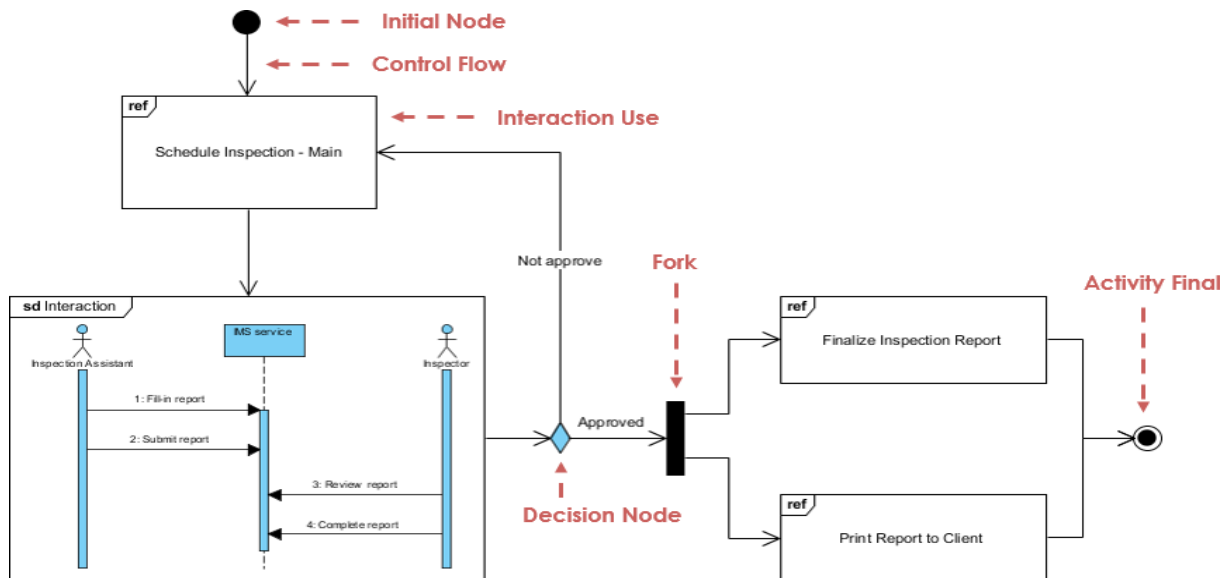 Initial Node
Control Flow
ref
Interaction Use
Schedule Inspection - Main
Not approve
Fork
Activity Final
sd Interaction
ref
IMS service
Finalize Inspection Report
Inspection Assistant
Inspector
1: Fill-in report
Approved
2: Submit report
3: Review report
ref
Decision Node
4: Complete report
Print Report to Client